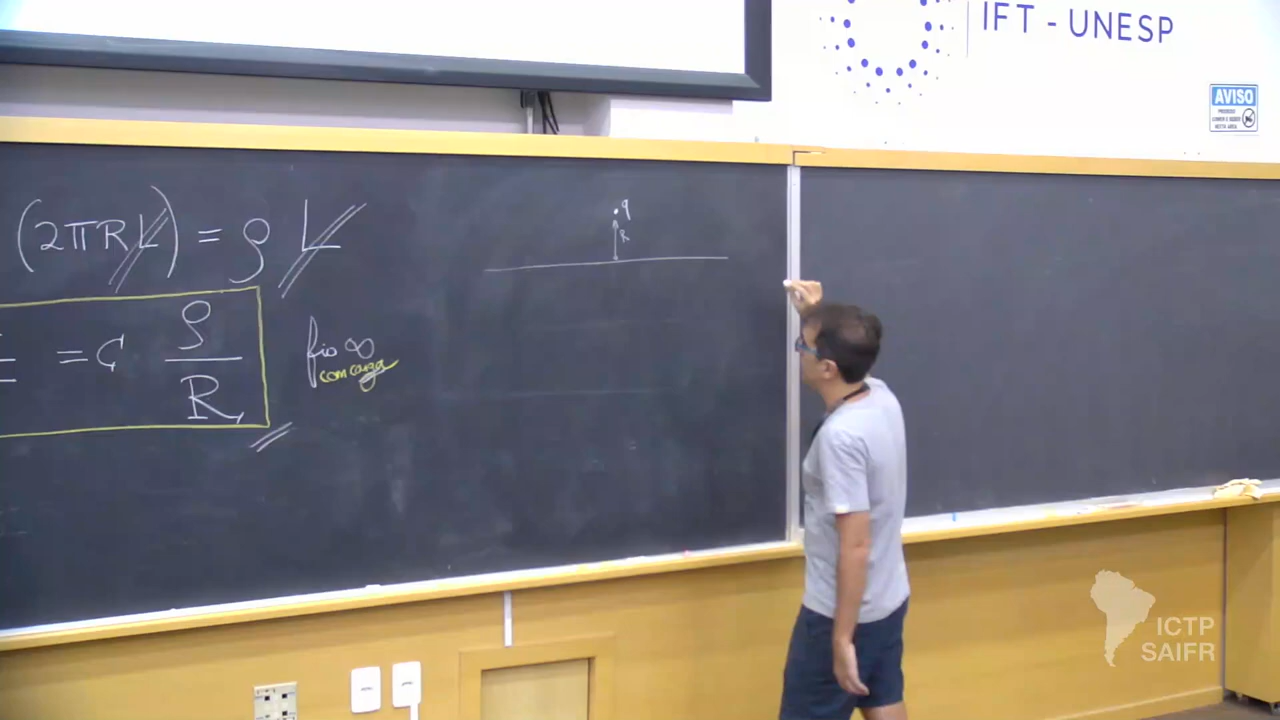 IFT - UNESP
AVISO
(2πRL) = ρ L
= ¢ ρ / R
fio ∞
com carga
q
R
ICTP
SAIFR